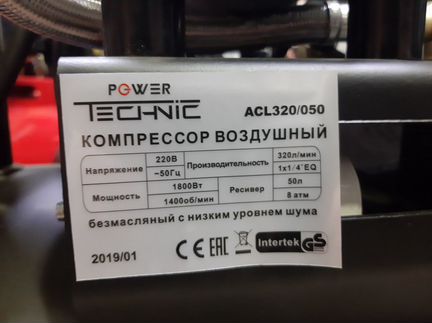 POWER
TECHNIC ACL320/050
КОМПРЕССОР ВОЗДУШНЫЙ
Напряжение 220В ~50Гц Производительность 320л/мин 1x1/4"EQ
Мощность 1800Вт 1400об/мин Ресивер 50л 8 атм
безмасляный с низким уровнем шума
2019/01 CE EAC Intertek GS